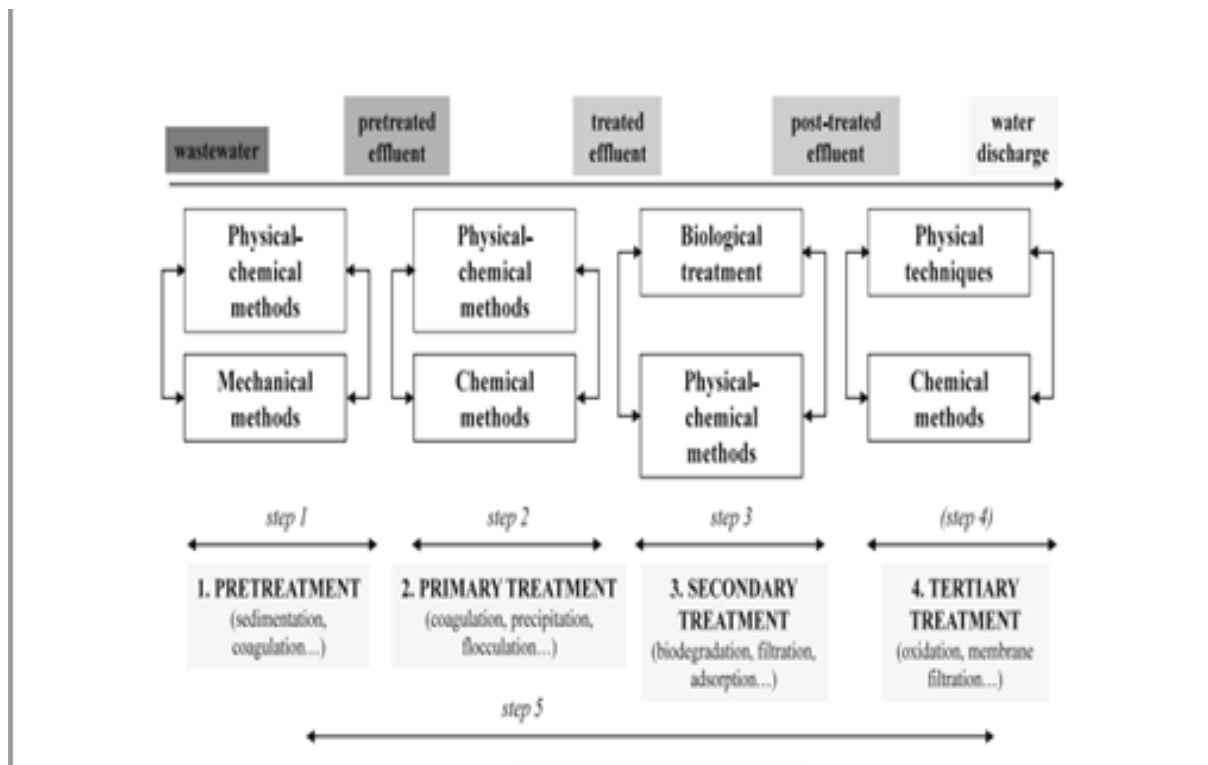 wastewater
pretreated
effluent
treated
effluent
post-treated
effluent
water
discharge
Physical-
chemical
methods
Mechanical
methods
Physical-
chemical
methods
Chemical
methods
Biological
treatment
Physical-
chemical
methods
Physical
techniques
Chemical
methods
step 1
step 2
step 3
(step 4)
1. PRETREATMENT
(sedimentation,
coagulation...)
2. PRIMARY TREATMENT
(coagulation, precipitation,
flocculation...)
3. SECONDARY
TREATMENT
(biodegradation, filtration,
adsorption...)
4. TERTIARY
TREATMENT
(oxidation, membrane
filtration...)
step 5